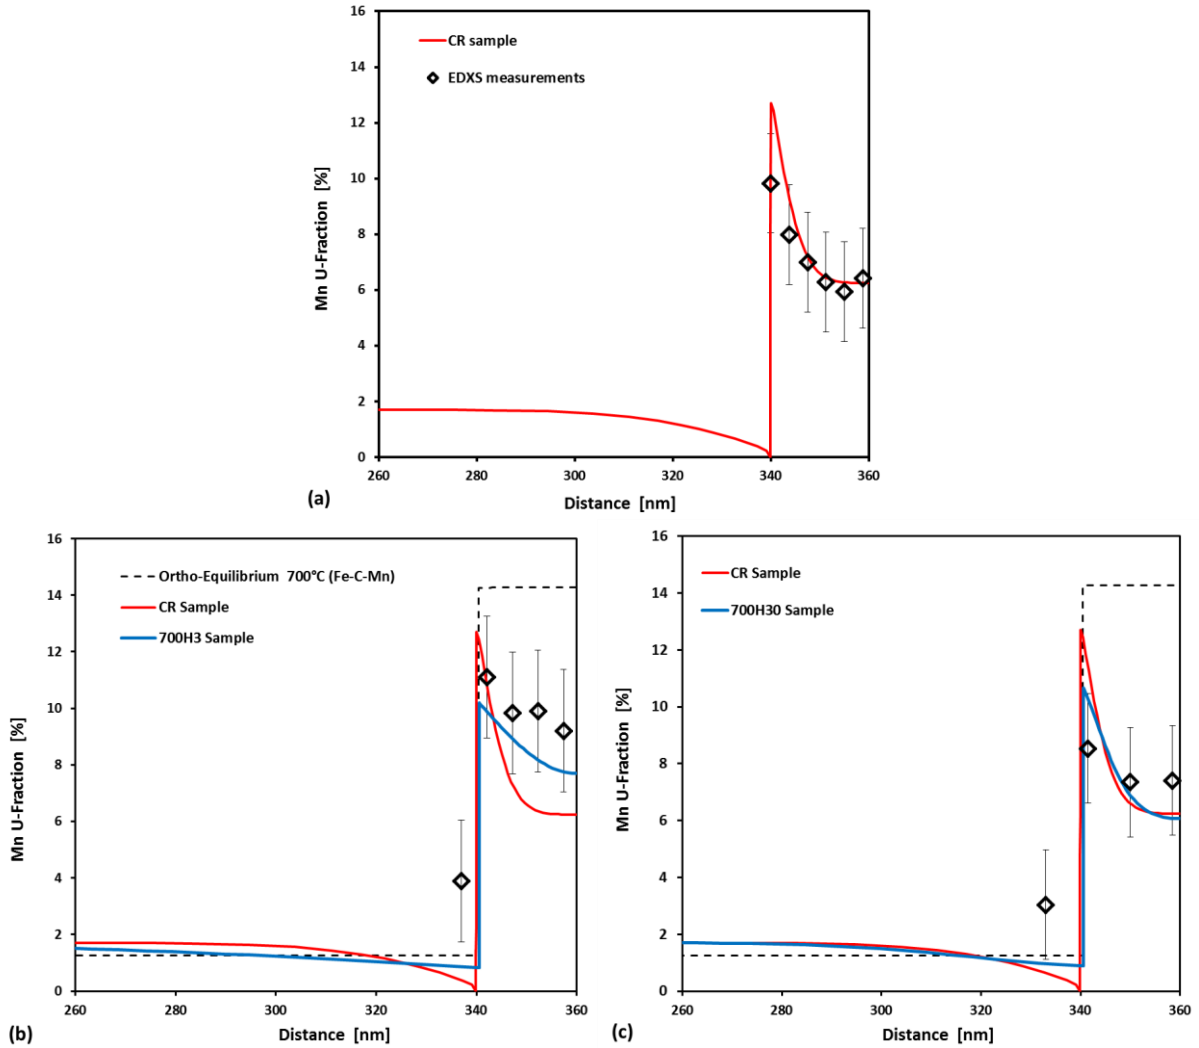 16
14
12
10
8
6
4
2
0
Mn U-Fraction [%]
CR sample
EDXS measurements
260 280 300 320 340 360
Distance [nm]
(a)
16
14
12
10
8
6
4
2
0
Mn U-Fraction [%]
Ortho-Equilibrium 700°C (Fe-C-Mn)
CR Sample
700H3 Sample
260 280 300 320 340 360
Distance [nm]
(b)
16
14
12
10
8
6
4
2
0
Mn U-Fraction [%]
CR Sample
700H30 Sample
260 280 300 320 340 360
Distance [nm]
(c)